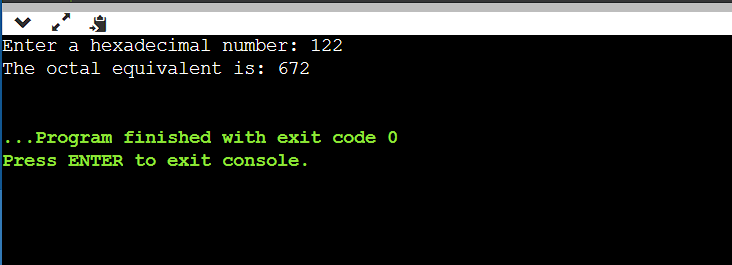 Enter a hexadecimal number: 122
The octal equivalent is: 672
...Program finished with exit code 0
Press ENTER to exit console.